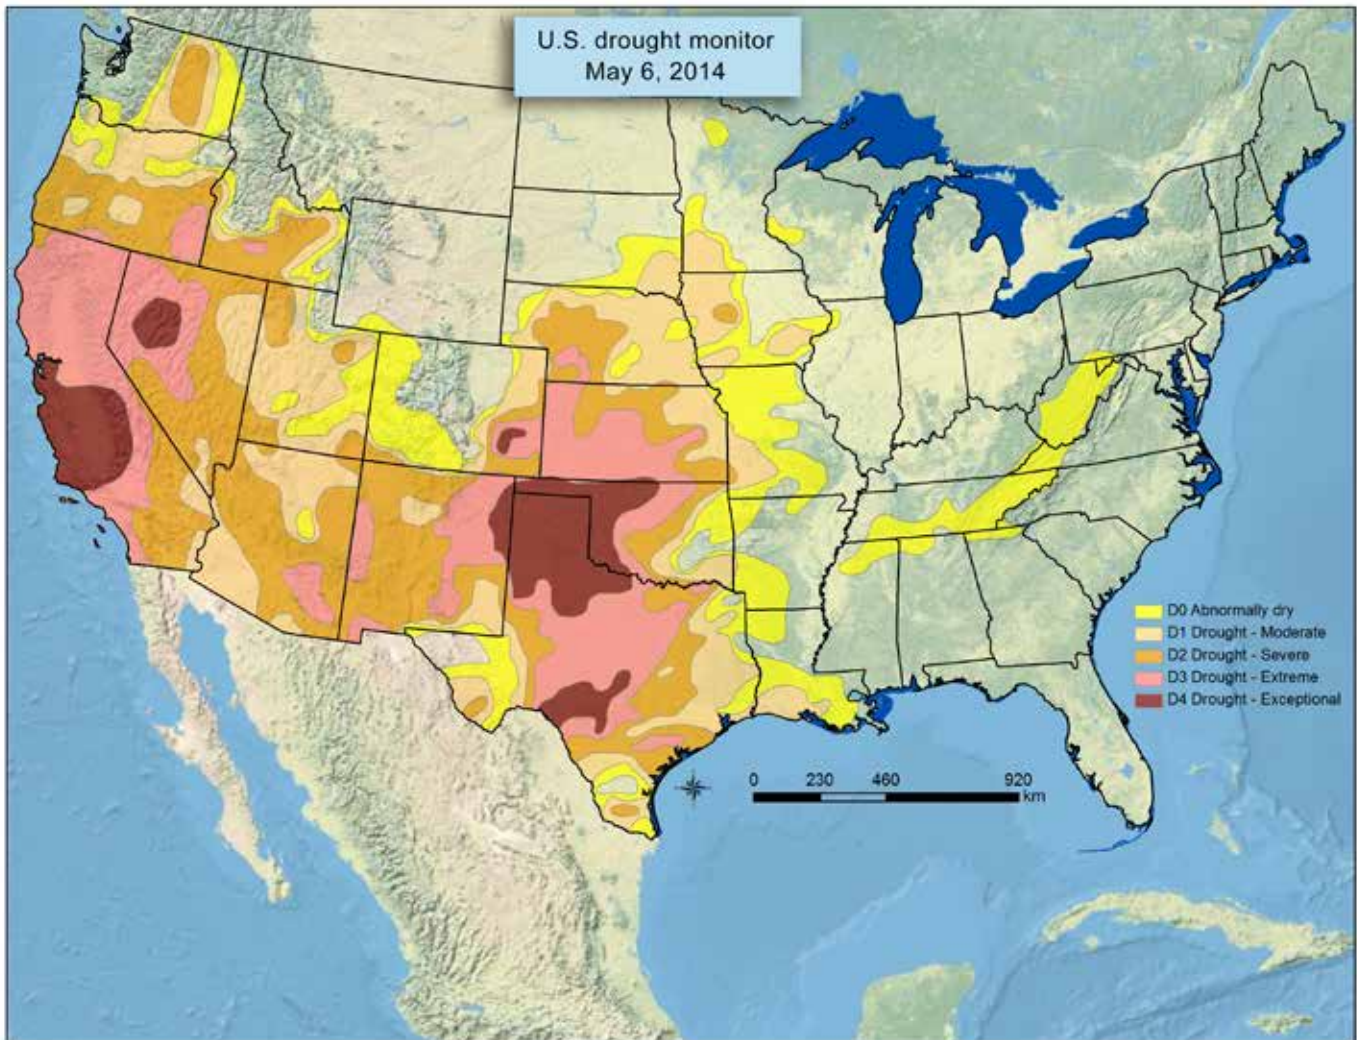 U.S. drought monitor
May 6, 2014
D0 Abnormally dry
D1 Drought - Moderate
D2 Drought - Severe
D3 Drought - Extreme
D4 Drought - Exceptional
0 230 460 920
km